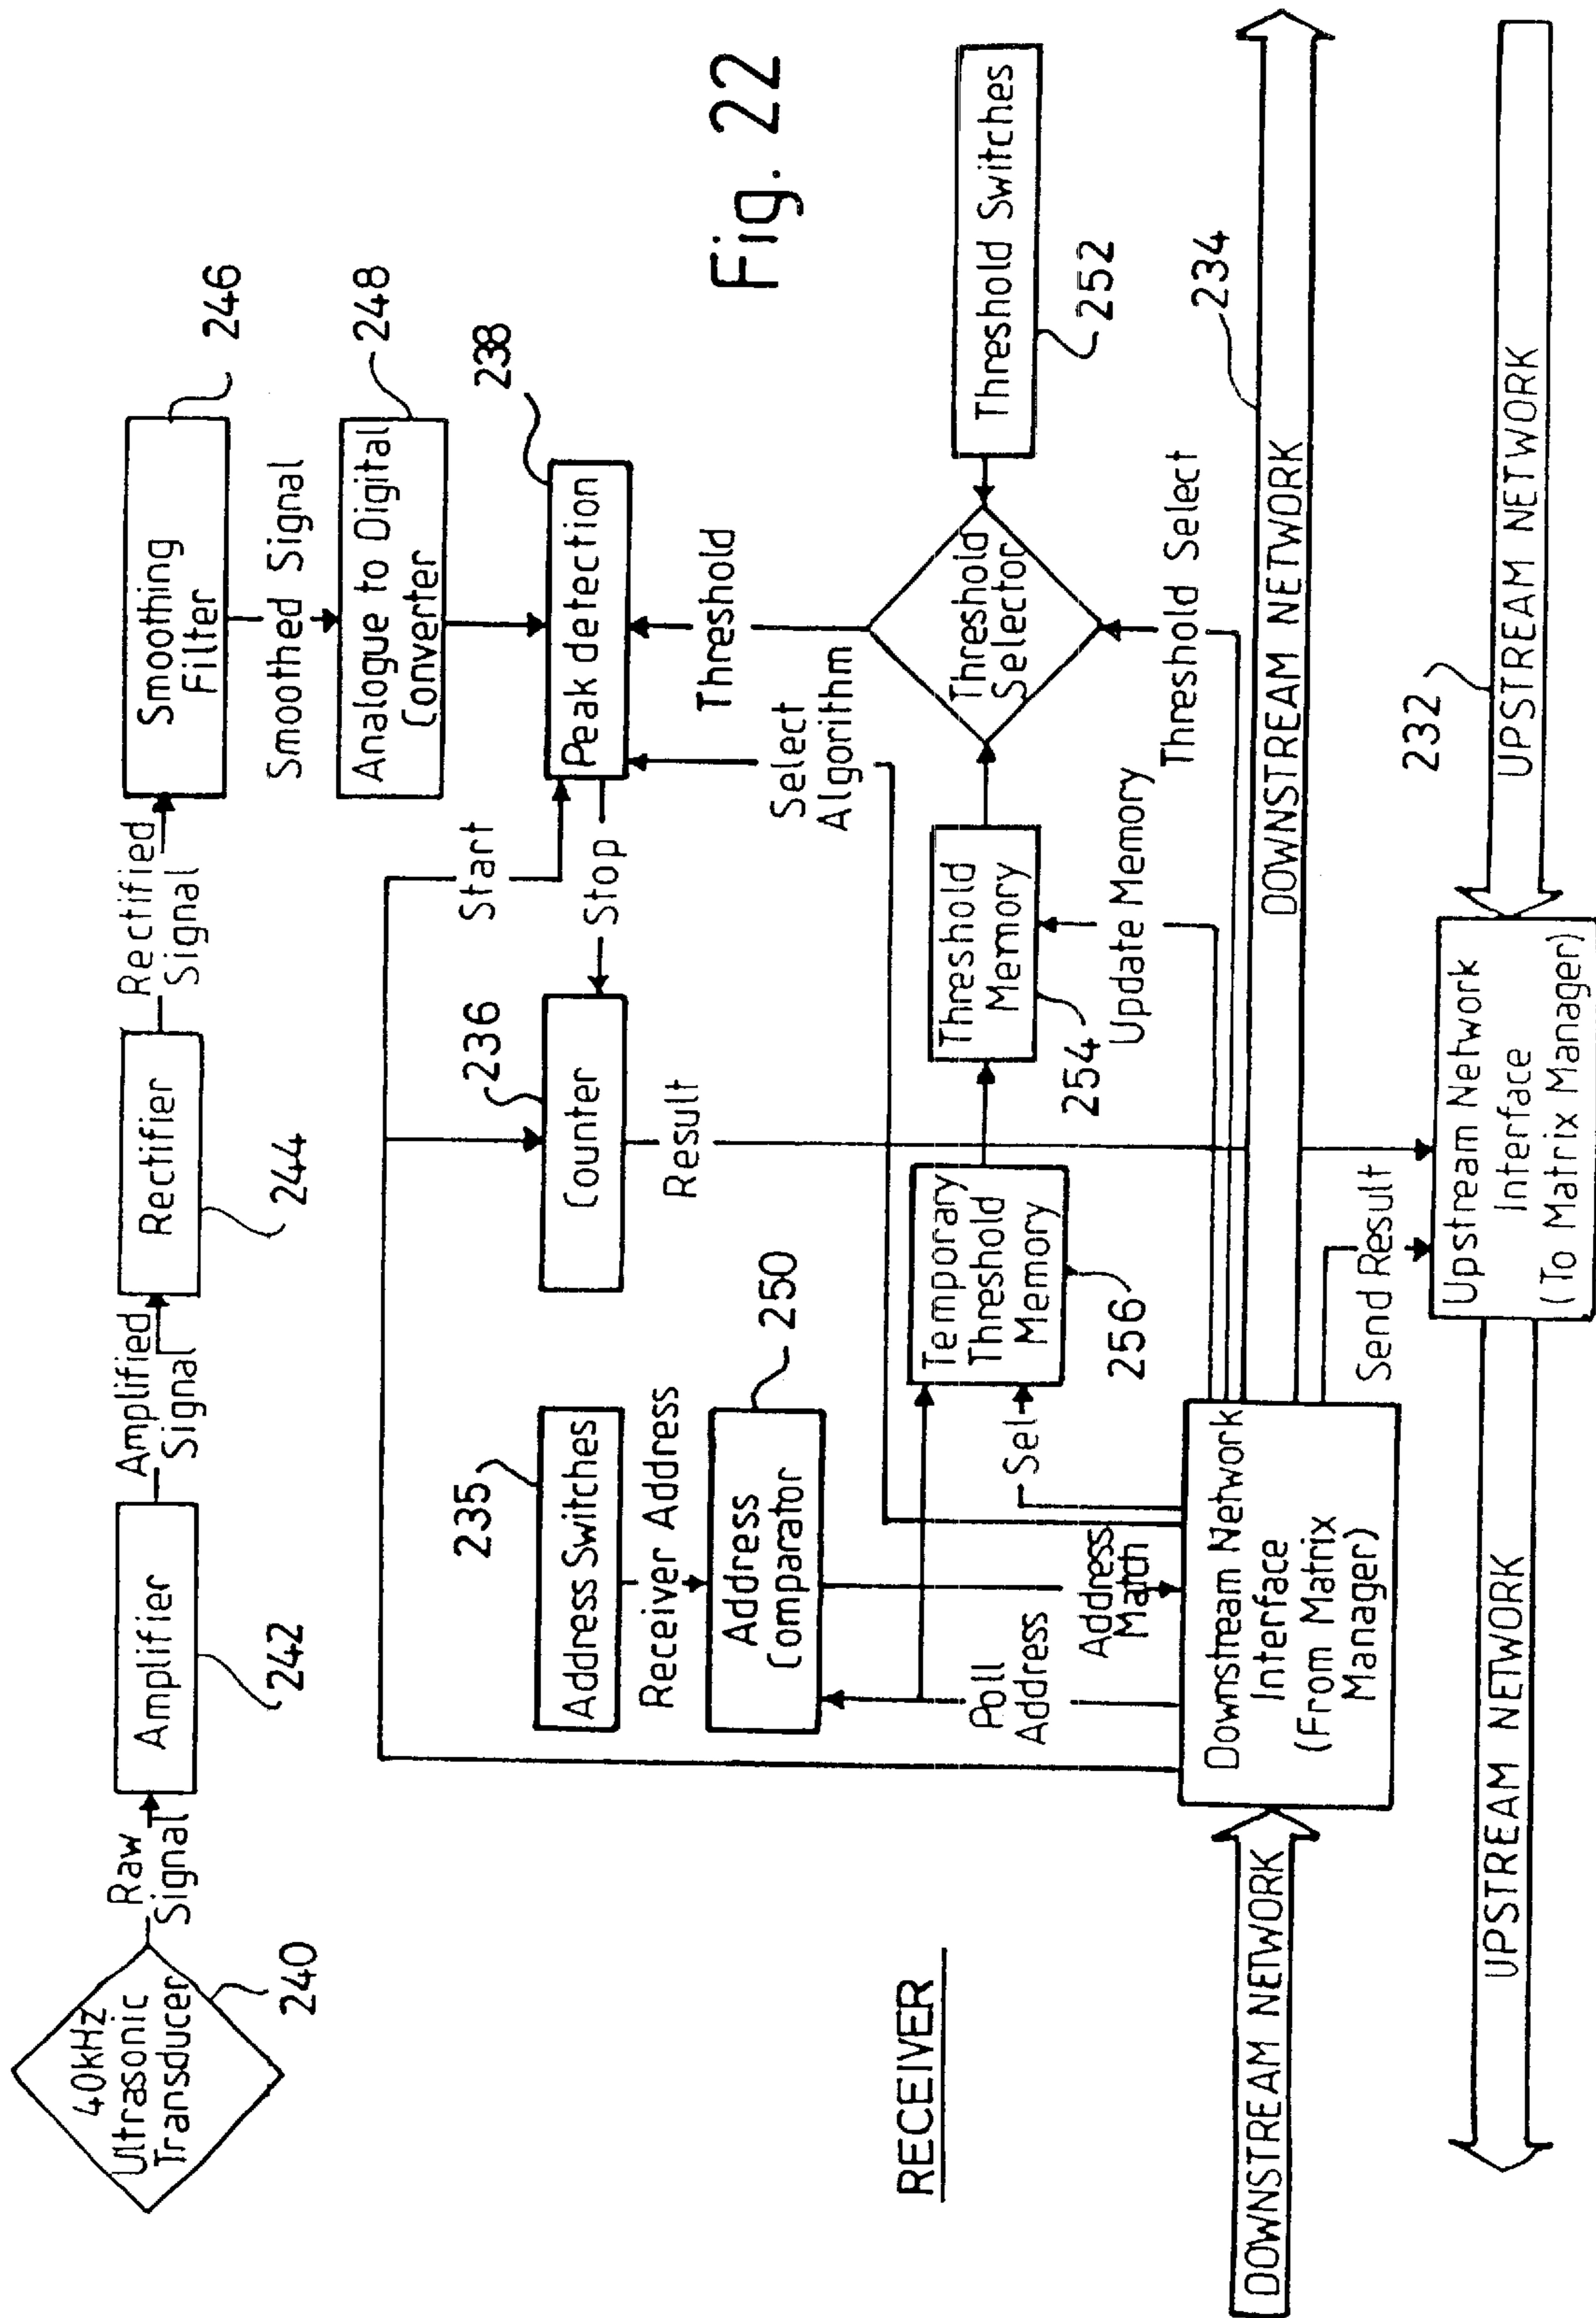 40kHz
Ultrasonic
Transducer
240
Raw
Signal
Amplifier
242
Amplified
Signal
Rectifier
244
Rectified
Signal
Smoothing
Filter
246
Smoothed Signal
Analogue to Digital
Converter
248
Peak detection
238
Start
Stop
Counter
236
Result
Address Switches
235
Receiver Address
Address
Comparator
250
Poll
Address
Address
Match
Sel
Temporary
Threshold
Memory
256
Threshold
Memory
254
Update Memory
Select
Algorithm
Threshold
Threshold
Selector
Threshold Switches
252
Threshold Select
Fig. 22
RECEIVER
DOWNSTREAM NETWORK
Downstream Network
Interface
(From Matrix
Manager)
DOWNSTREAM NETWORK
234
Send Result
UPSTREAM NETWORK
Upstream Network
Interface
(To Matrix Manager)
UPSTREAM NETWORK
232